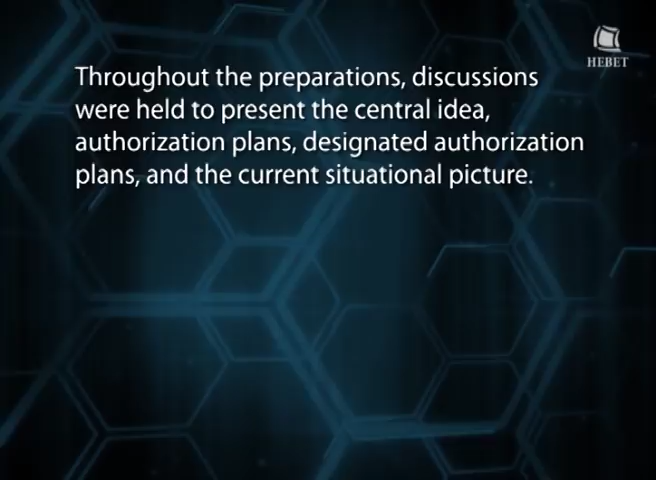 HEBET
Throughout the preparations, discussions
were held to present the central idea,
authorization plans, designated authorization
plans, and the current situational picture.